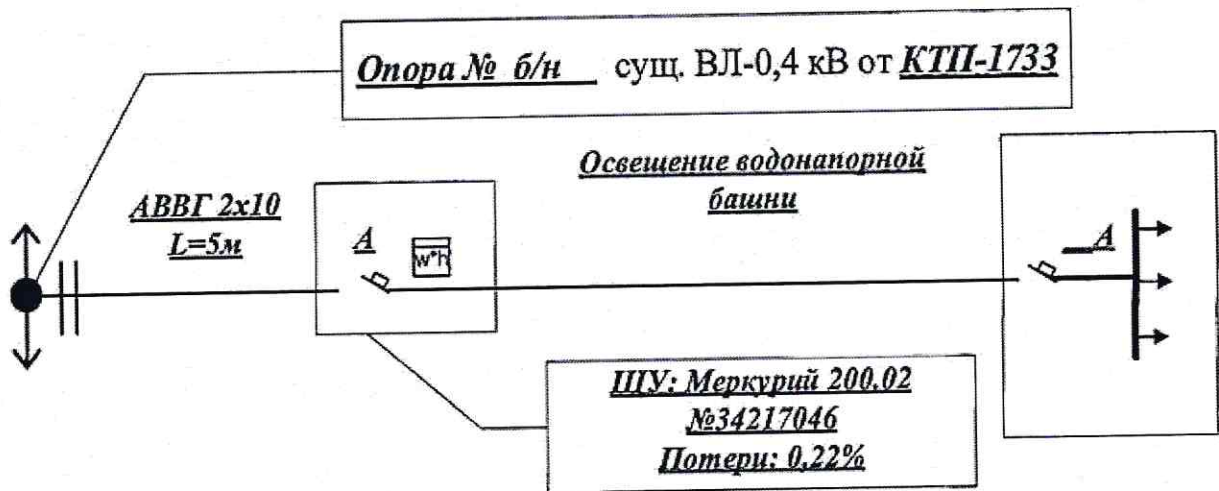 Опора № б/н сущ. ВЛ-0,4 кВ от КТП-1733
Освещение водонапорной
башни
АВВГ 2х10
L=5м
А
w*h
А
ЩУ: Меркурий 200.02
№34217046
Потери: 0,22%